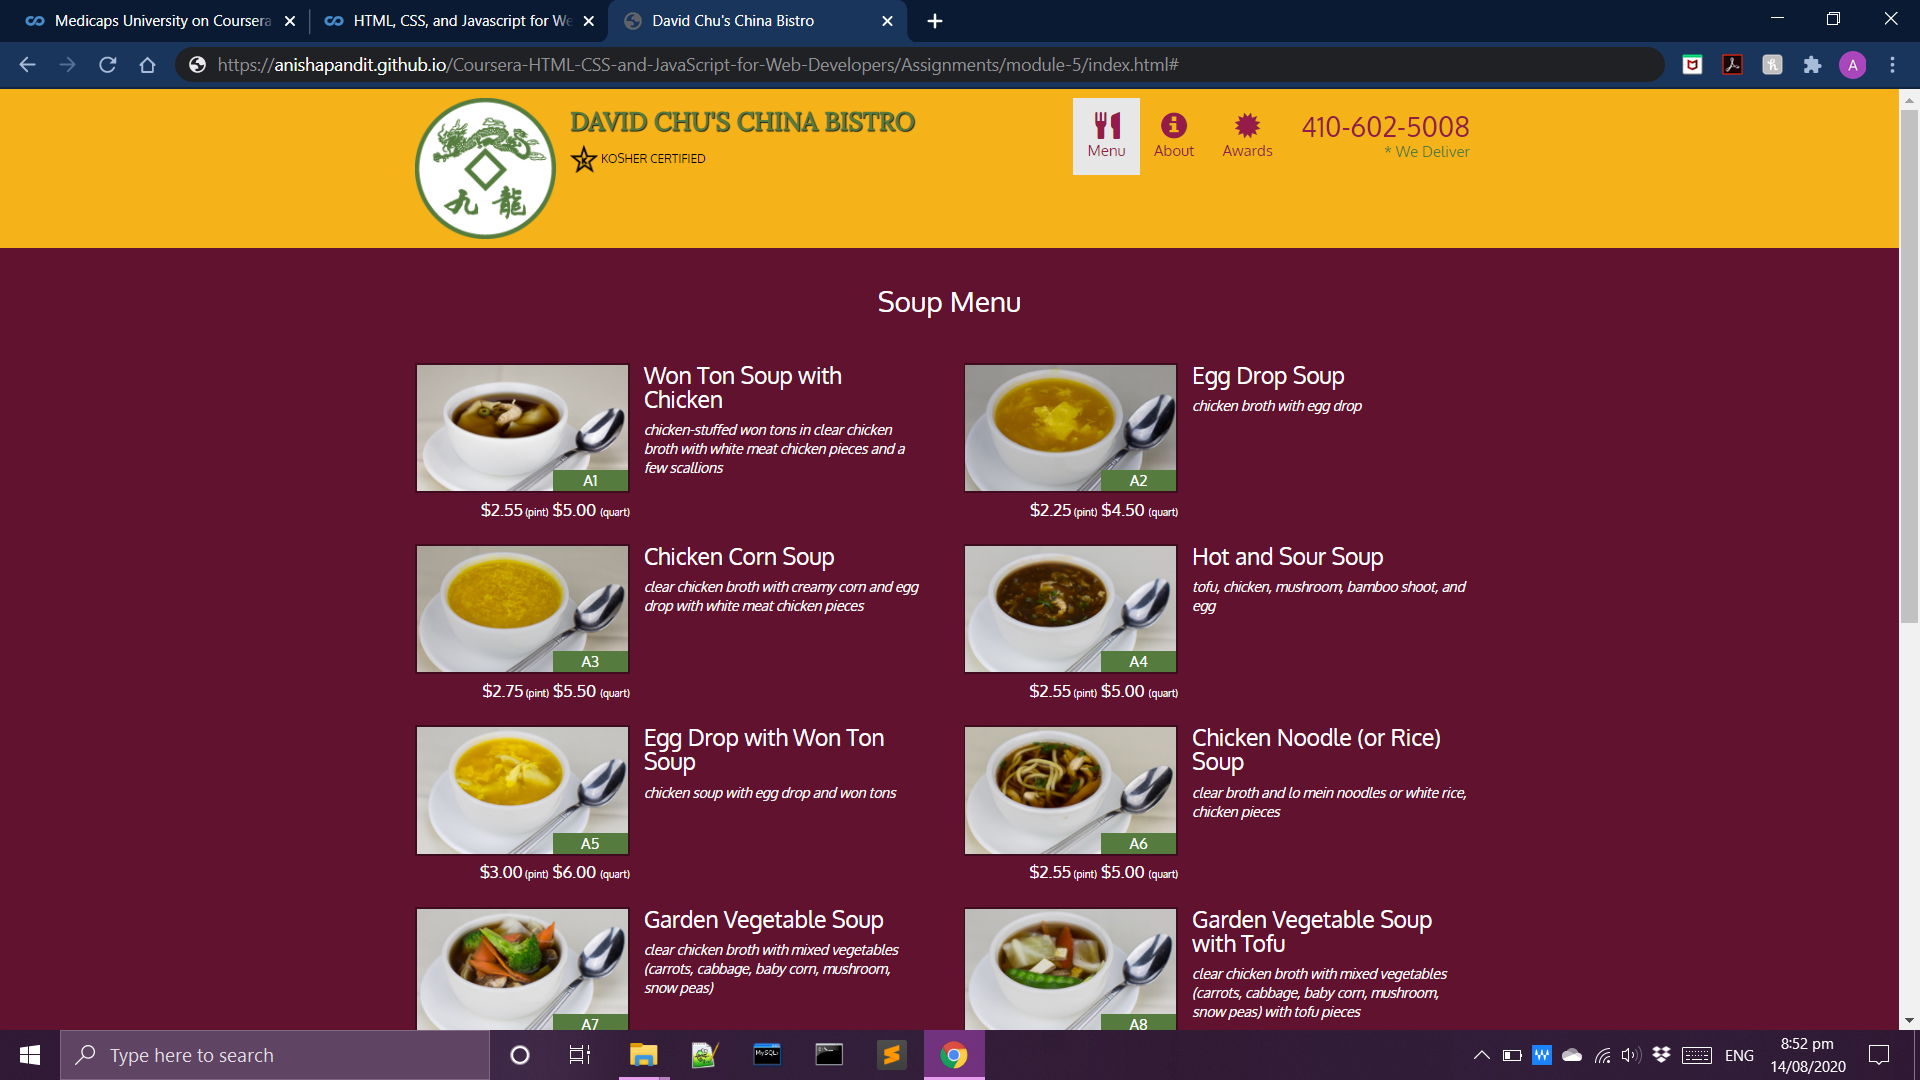 Medicaps University on Coursera
HTML, CSS, and Javascript for We
David Chu's China Bistro
https://anishapandit.github.io/Coursera-HTML-CSS-and-JavaScript-for-Web-Developers/Assignments/module-5/index.html#
A
九龍
DAVID CHU'S CHINA BISTRO
K
KOSHER CERTIFIED
Menu
About
Awards
410-602-5008
* We Deliver
Soup Menu
Won Ton Soup with
Chicken
chicken-stuffed won tons in clear chicken
broth with white meat chicken pieces and a
few scallions
A1
$2.55 (pint) $5.00 (quart)
Egg Drop Soup
chicken broth with egg drop
A2
$2.25 (pint) $4.50 (quart)
Chicken Corn Soup
clear chicken broth with creamy corn and egg
drop with white meat chicken pieces
A3
$2.75 (pint) $5.50 (quart)
Hot and Sour Soup
tofu, chicken, mushroom, bamboo shoot, and
egg
A4
$2.55 (pint) $5.00 (quart)
Egg Drop with Won Ton
Soup
chicken soup with egg drop and won tons
A5
$3.00 (pint) $6.00 (quart)
Chicken Noodle (or Rice)
Soup
clear broth and lo mein noodles or white rice,
chicken pieces
A6
$2.55 (pint) $5.00 (quart)
Garden Vegetable Soup
clear chicken broth with mixed vegetables
(carrots, cabbage, baby corn, mushroom,
snow peas)
A7
Garden Vegetable Soup
with Tofu
clear chicken broth with mixed vegetables
(carrots, cabbage, baby corn, mushroom,
snow peas) with tofu pieces
A8
Type here to search
ENG
8:52 pm
14/08/2020